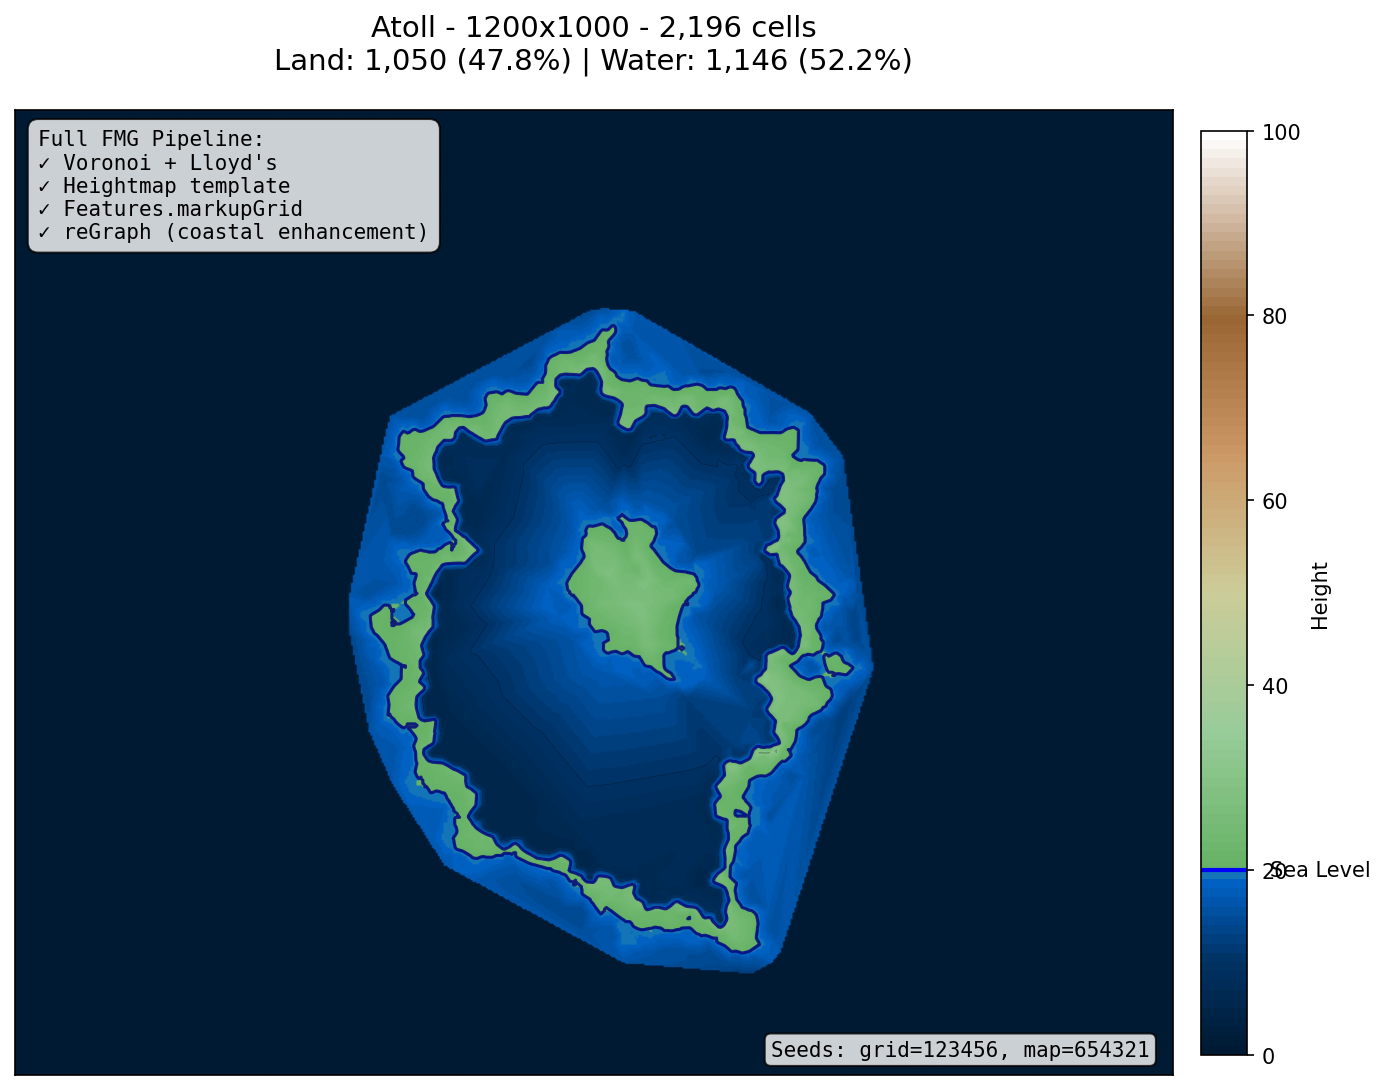 Atoll - 1200x1000 - 2,196 cells
Land: 1,050 (47.8%) | Water: 1,146 (52.2%)
Full FMG Pipeline:
✓ Voronoi + Lloyd's
✓ Heightmap template
✓ Features.markupGrid
✓ reGraph (coastal enhancement)
Seeds: grid=123456, map=654321
100
80
60
40
20
Sea Level
0
Height